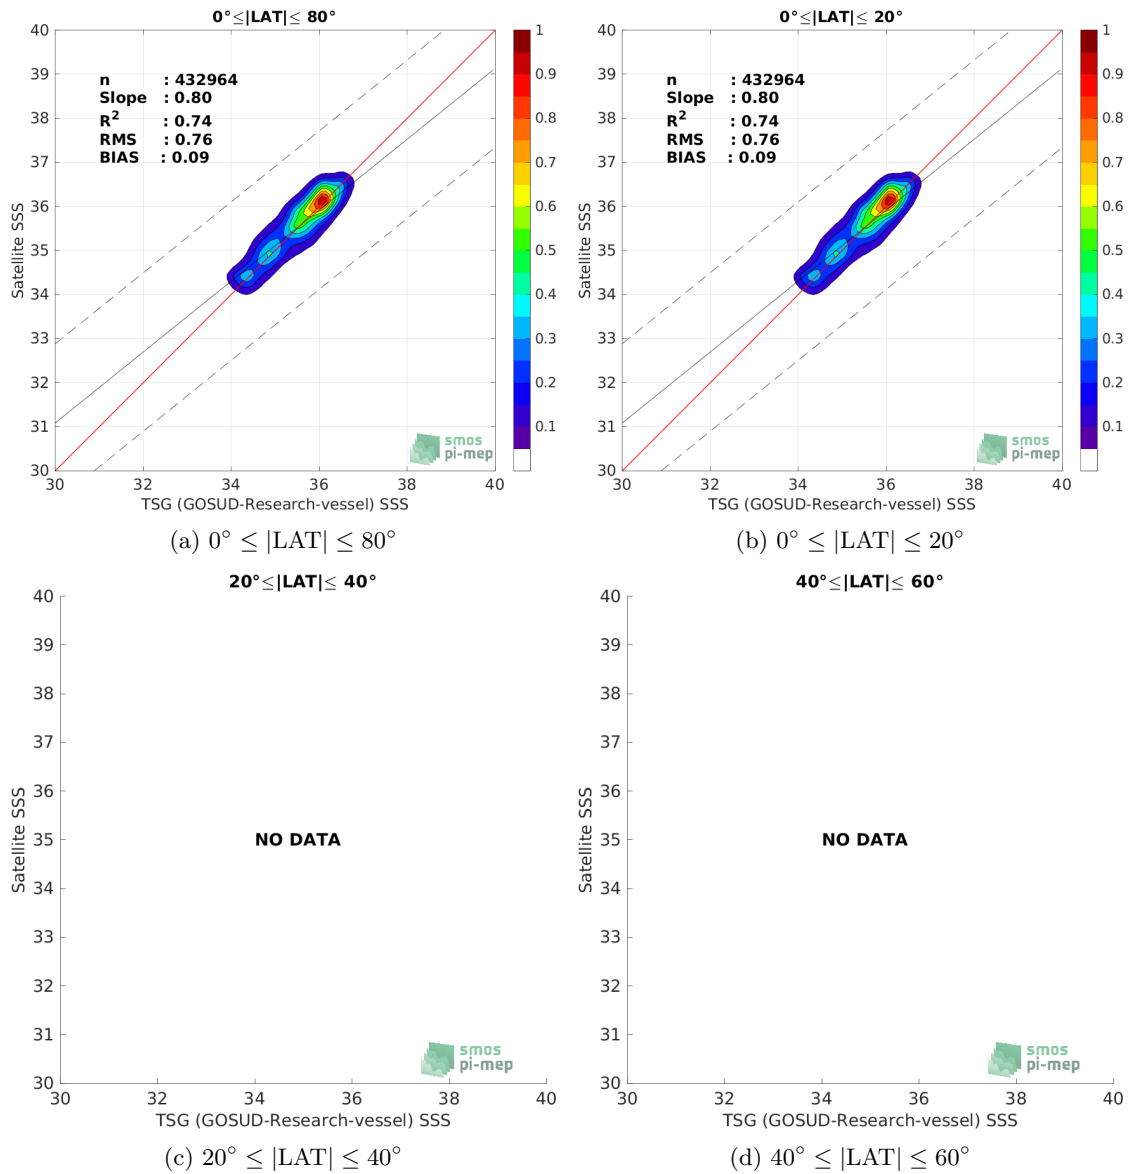 0°≤|LAT|≤ 80°
40
39
38
37
36
35
34
33
32
31
30
Satellite SSS
n : 432964
Slope : 0.80
R2 : 0.74
RMS : 0.76
BIAS : 0.09
smos
pi-mep
30 32 34 36 38 40
TSG (GOSUD-Research-vessel) SSS
1
0.9
0.8
0.7
0.6
0.5
0.4
0.3
0.2
0.1
(a) 0° ≤ |LAT| ≤ 80°
0°≤|LAT|≤ 20°
40
39
38
37
36
35
34
33
32
31
30
Satellite SSS
n : 432964
Slope : 0.80
R2 : 0.74
RMS : 0.76
BIAS : 0.09
smos
pi-mep
30 32 34 36 38 40
TSG (GOSUD-Research-vessel) SSS
1
0.9
0.8
0.7
0.6
0.5
0.4
0.3
0.2
0.1
(b) 0° ≤ |LAT| ≤ 20°
20°≤|LAT|≤ 40°
40
39
38
37
36
35
34
33
32
31
30
Satellite SSS
NO DATA
smos
pi-mep
30 32 34 36 38 40
TSG (GOSUD-Research-vessel) SSS
(c) 20° ≤ |LAT| ≤ 40°
40°≤|LAT|≤ 60°
40
39
38
37
36
35
34
33
32
31
30
Satellite SSS
NO DATA
smos
pi-mep
30 32 34 36 38 40
TSG (GOSUD-Research-vessel) SSS
(d) 40° ≤ |LAT| ≤ 60°